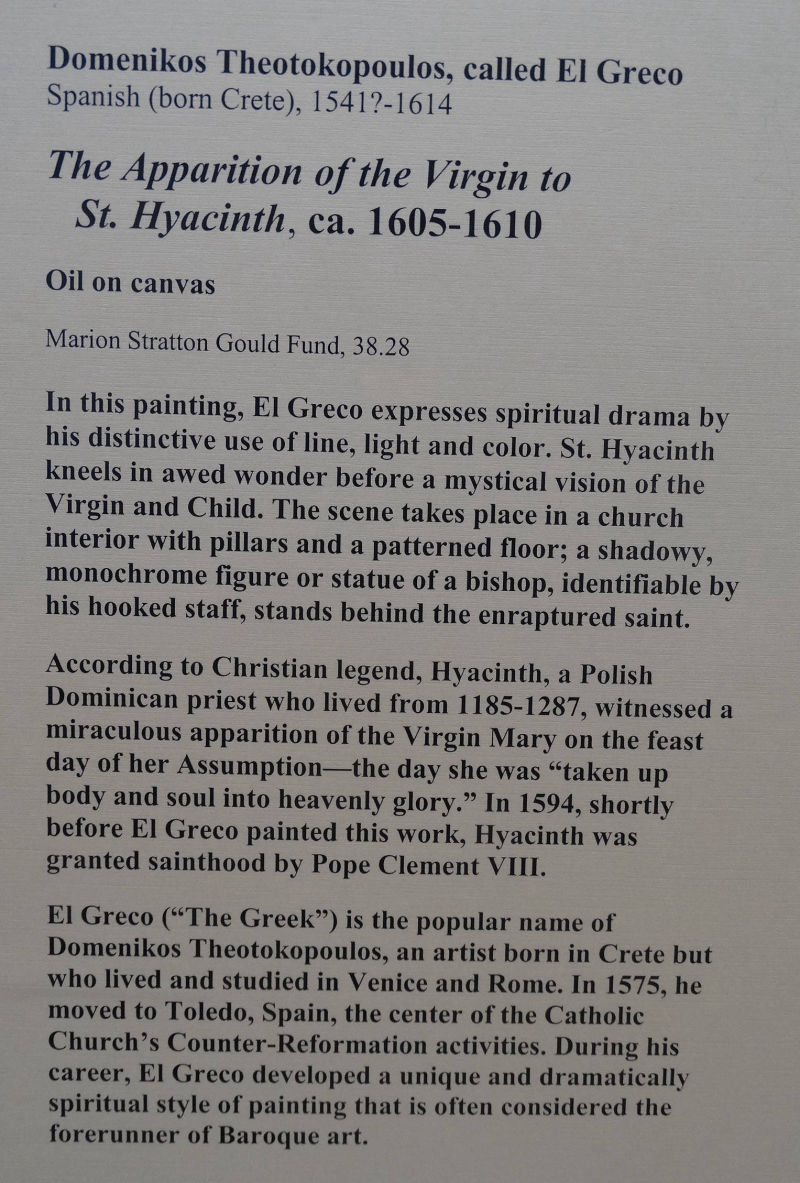 Domenikos Theotokopoulos, called El Greco
Spanish (born Crete), 1541?-1614
The Apparition of the Virgin to
St. Hyacinth, ca. 1605-1610
Oil on canvas
Marion Stratton Gould Fund, 38.28
In this painting, El Greco expresses spiritual drama by
his distinctive use of line, light and color. St. Hyacinth
kneels in awed wonder before a mystical vision of the
Virgin and Child. The scene takes place in a church
interior with pillars and a patterned floor; a shadowy,
monochrome figure or statue of a bishop, identifiable by
his hooked staff, stands behind the enraptured saint.
According to Christian legend, Hyacinth, a Polish
Dominican priest who lived from 1185-1287, witnessed a
miraculous apparition of the Virgin Mary on the feast
day of her Assumption—the day she was “taken up
body and soul into heavenly glory.” In 1594, shortly
before El Greco painted this work, Hyacinth was
granted sainthood by Pope Clement VIII.
El Greco (“The Greek”) is the popular name of
Domenikos Theotokopoulos, an artist born in Crete but
who lived and studied in Venice and Rome. In 1575, he
moved to Toledo, Spain, the center of the Catholic
Church’s Counter-Reformation activities. During his
career, El Greco developed a unique and dramatically
spiritual style of painting that is often considered the
forerunner of Baroque art.